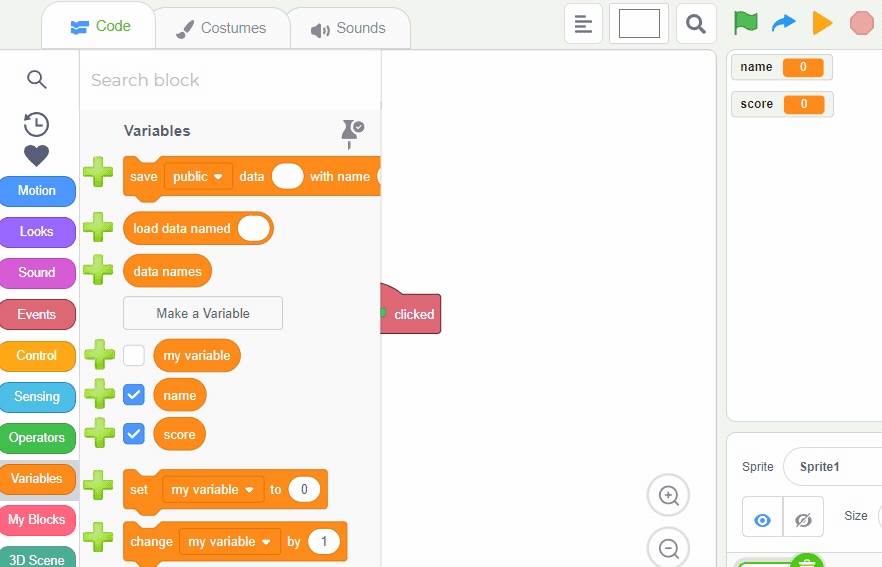 Code
Costumes
Sounds
Search block
Variables
save public data with name
load data named
data names
Make a Variable
my variable
name
score
set my variable to 0
change my variable by 1
Motion
Looks
Sound
Events
Control
Sensing
Operators
Variables
My Blocks
3D Scene
clicked
name 0
score 0
Sprite Sprite1
Size